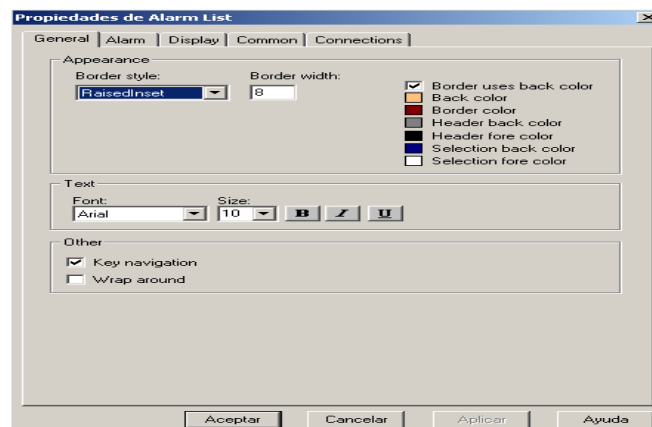 Propiedades de Alarm List
General Alarm Display Common Connections
Appearance
Border style: Border width:
RaisedInset 8
Border uses back color
Back color
Border color
Header back color
Header fore color
Selection back color
Selection fore color
Text
Font: Size:
Arial 10 B I U
Other
Key navigation
Wrap around
Aceptar Cancelar Aplicar Ayuda